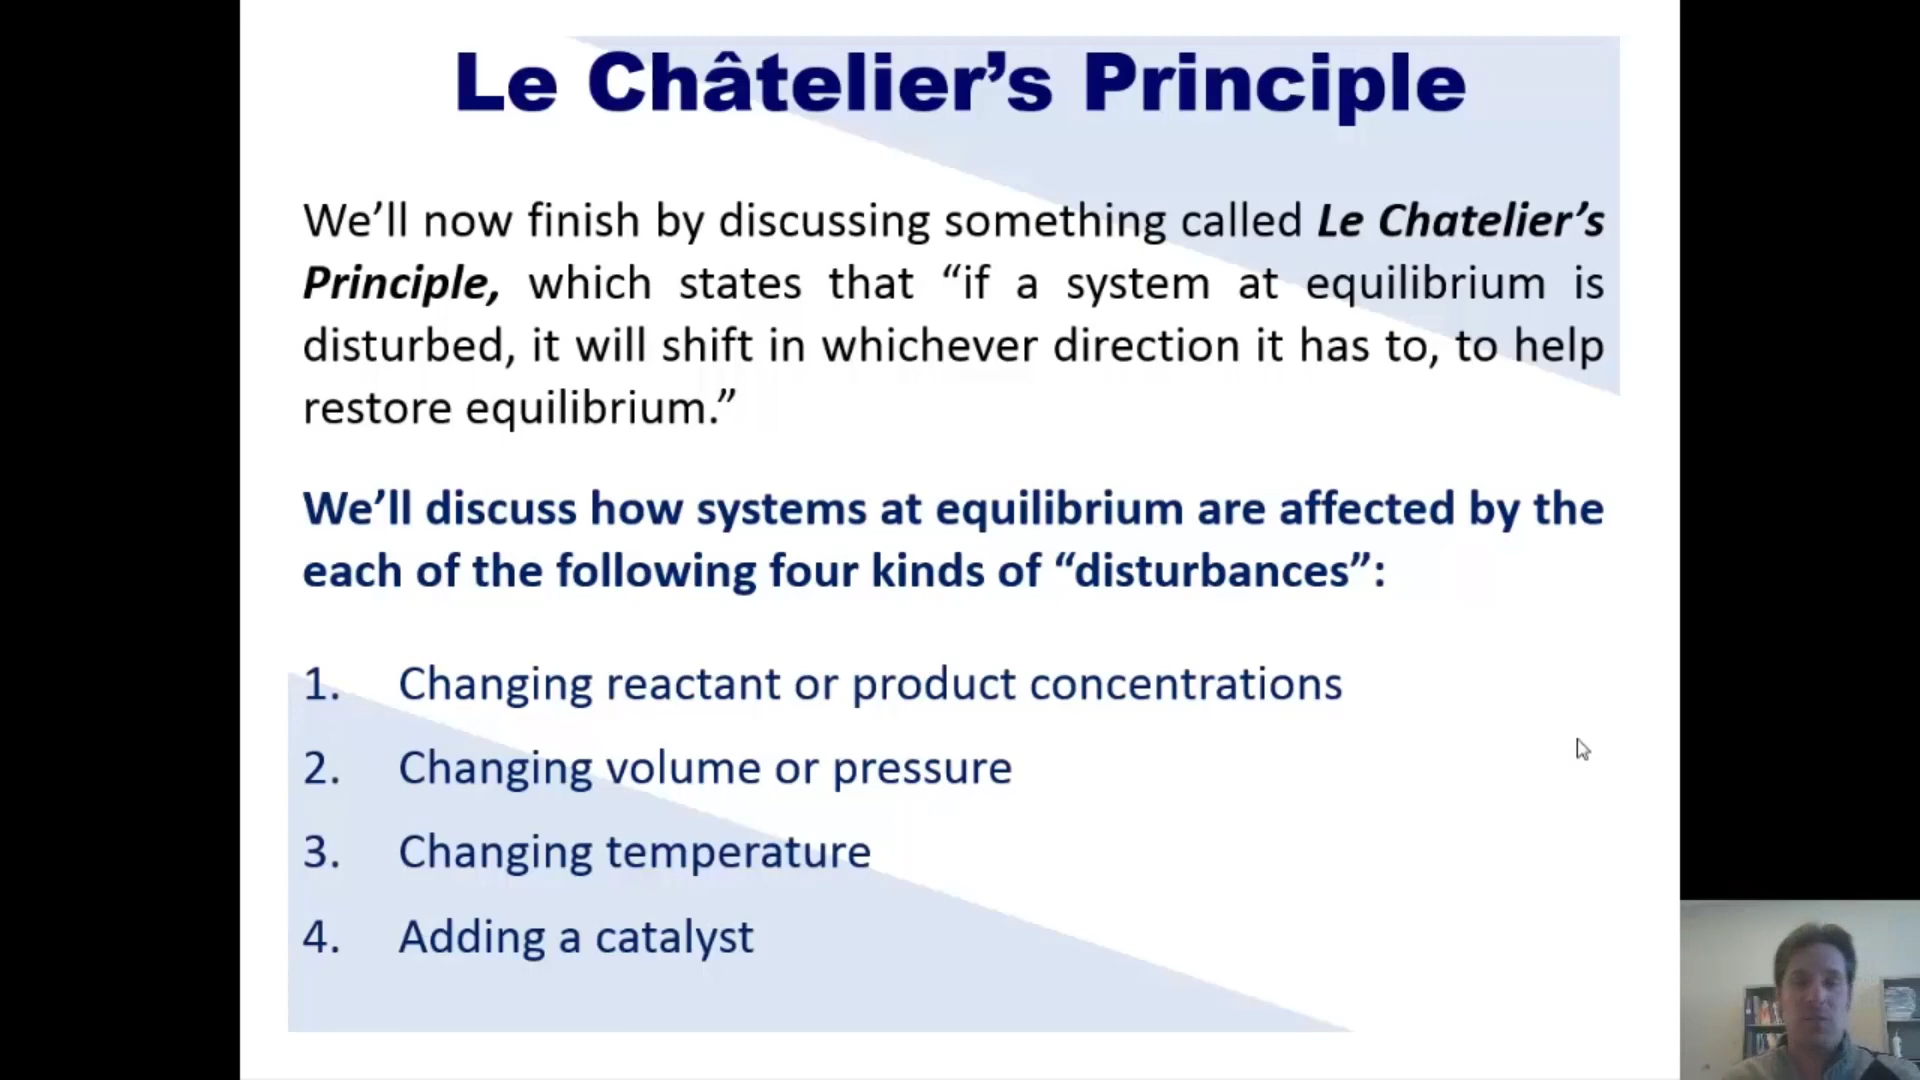 Le Châtelier’s Principle
We’ll now finish by discussing something called Le Chatelier’s
Principle, which states that “if a system at equilibrium is
disturbed, it will shift in whichever direction it has to, to help
restore equilibrium.”
We’ll discuss how systems at equilibrium are affected by the
each of the following four kinds of “disturbances”:
1. Changing reactant or product concentrations
2. Changing volume or pressure
3. Changing temperature
4. Adding a catalyst